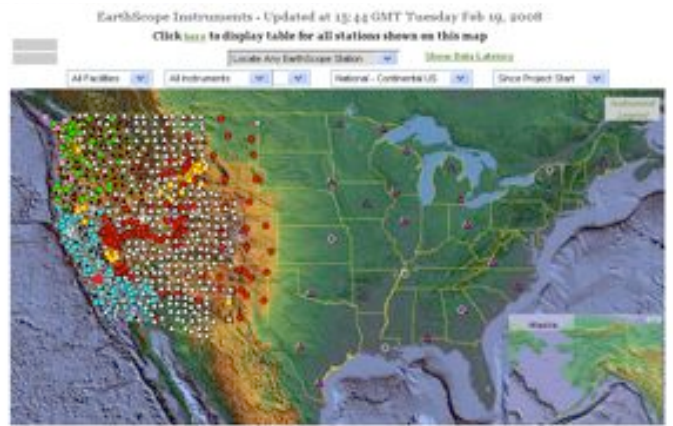 EarthScope Instruments - Updated at 15:44 GMT Tuesday Feb 19, 2008
Click here to display table for all stations shown on this map
Locate Any EarthScope Station
Show Data Latency
All Facilities
All Instruments
National - Continental US
Since Project Start
Instrument
Legend
Alaska